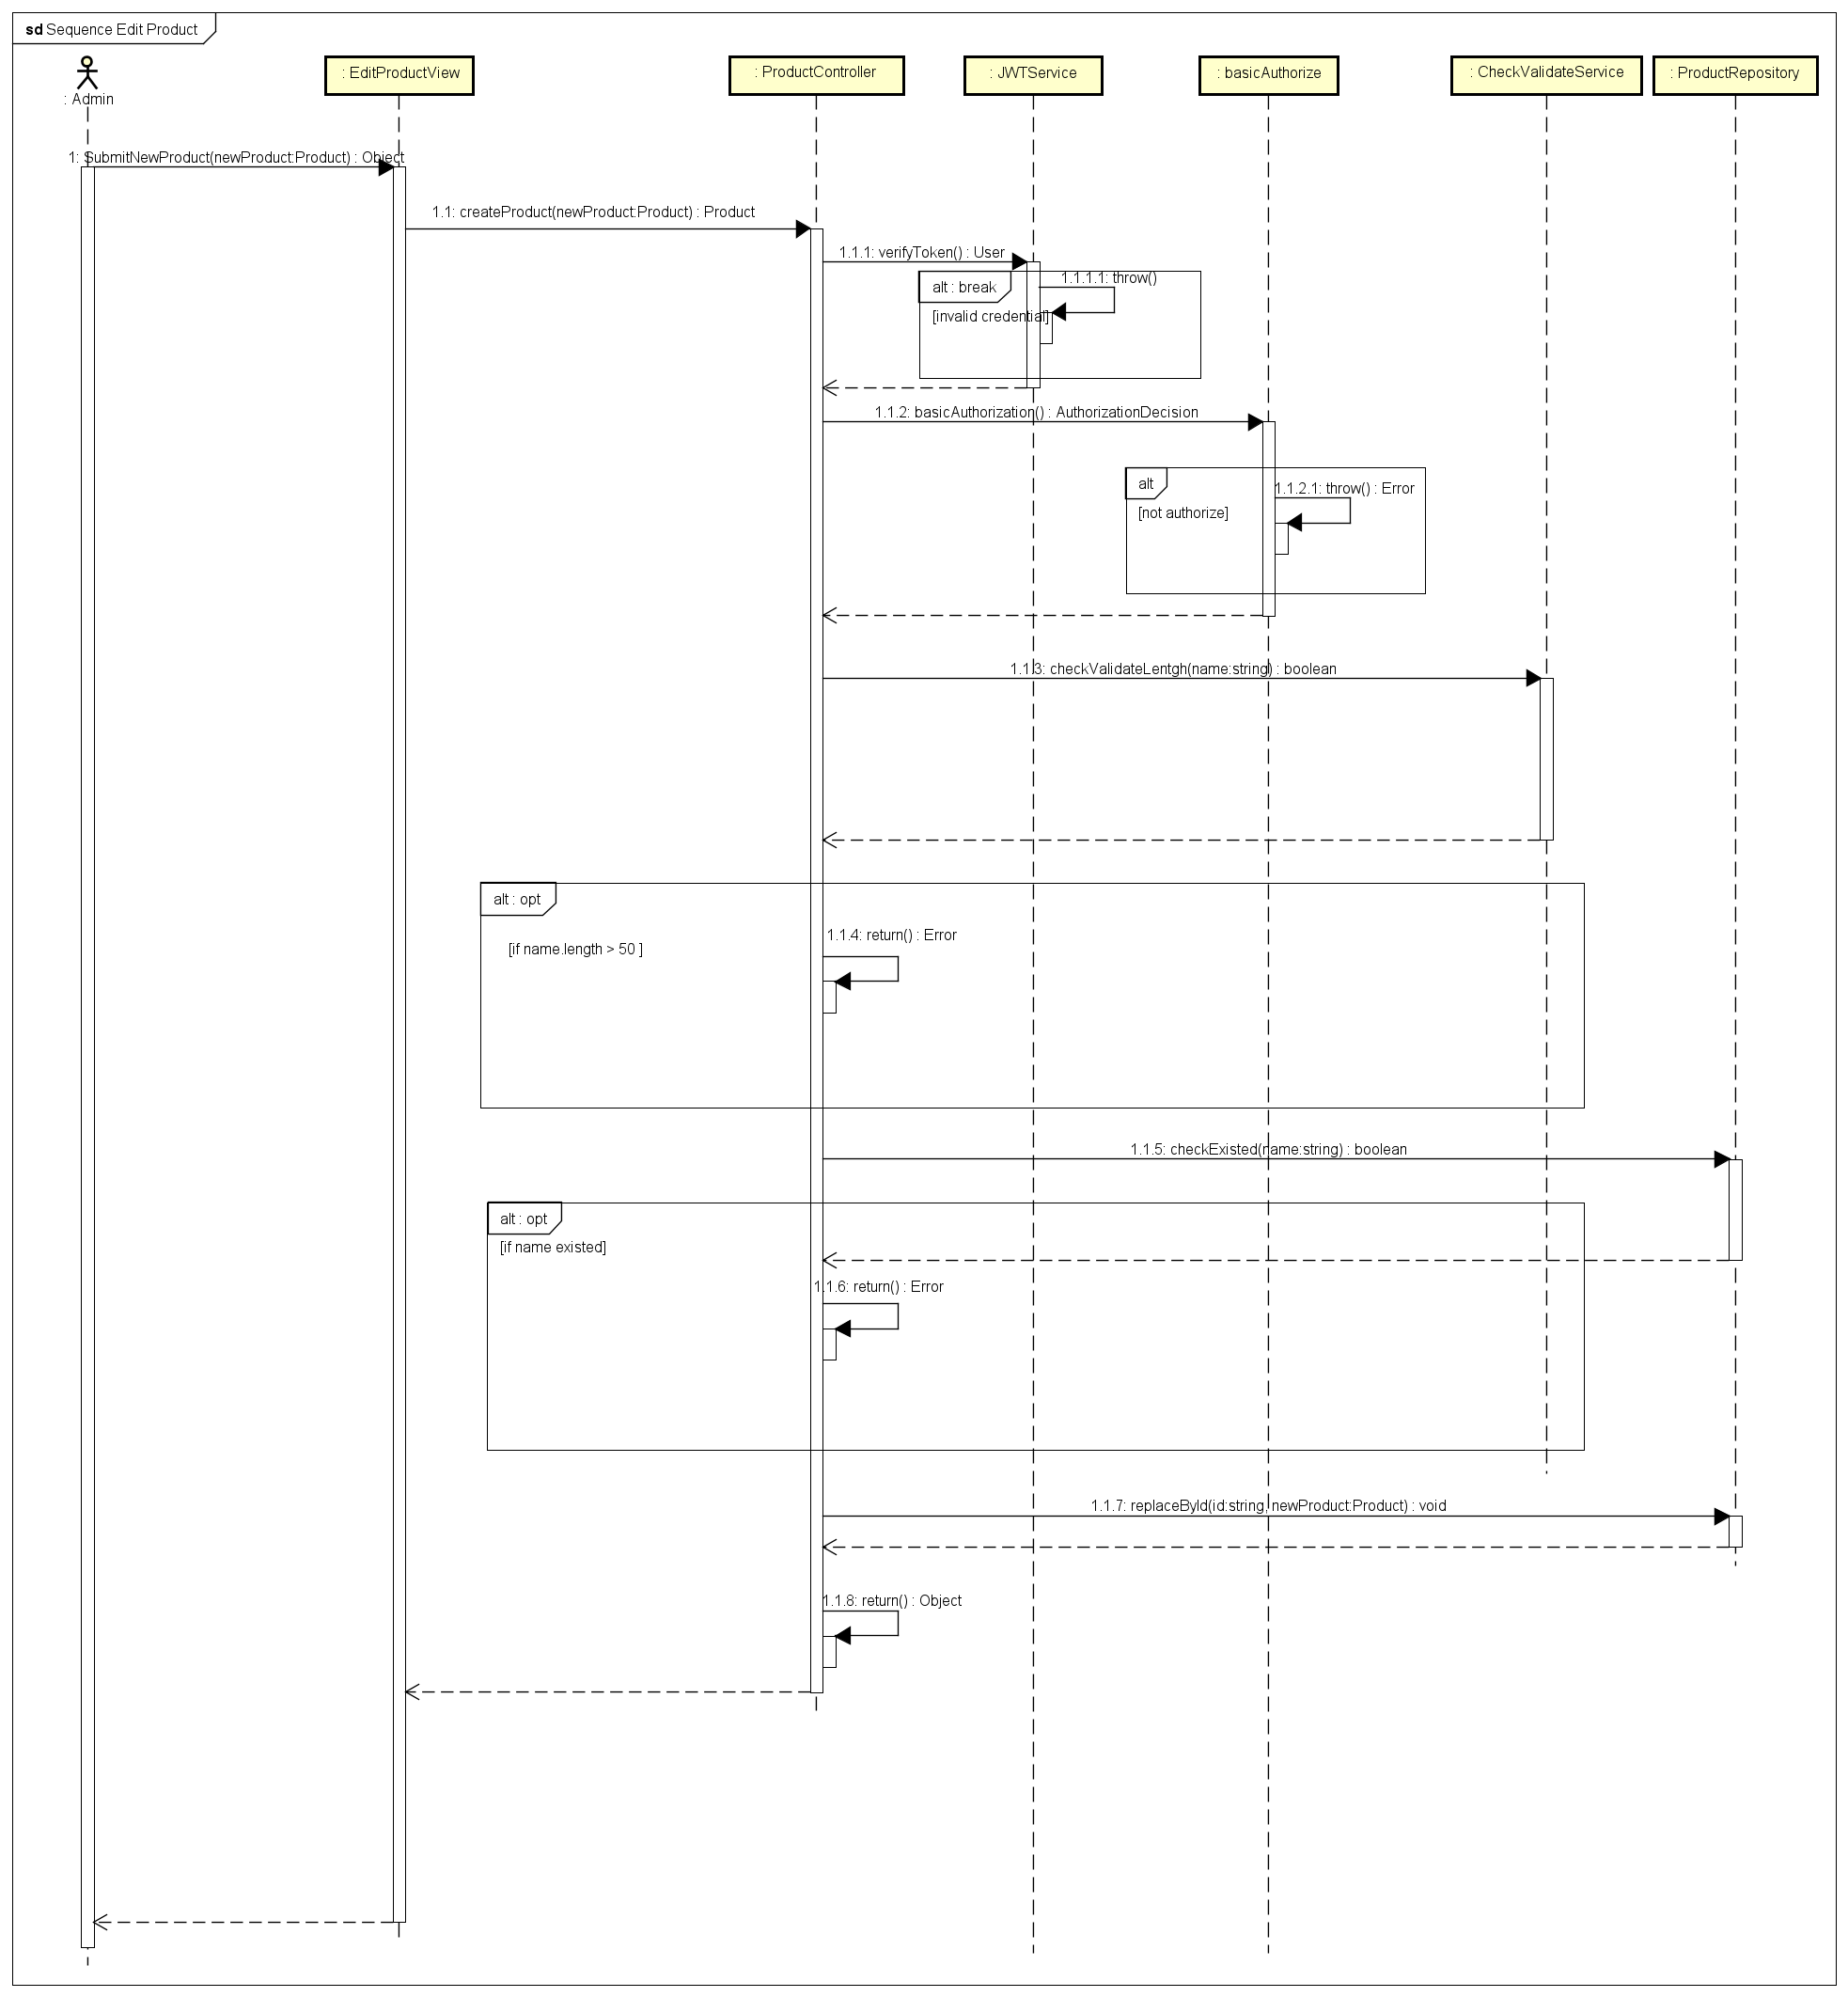 sd Sequence Edit Product
: Admin
: EditProductView
: ProductController
: JWTService
: basicAuthorize
: CheckValidateService
: ProductRepository
1: SubmitNewProduct(newProduct:Product) : Object
1.1: createProduct(newProduct:Product) : Product
1.1.1: verifyToken() : User
alt : break
1.1.1.1: throw()
[invalid credential]
1.1.2: basicAuthorization() : AuthorizationDecision
alt
1.1.2.1: throw() : Error
[not authorize]
1.1.3: checkValidateLentgh(name:string) : boolean
alt : opt
1.1.4: return() : Error
[if name.length > 50 ]
1.1.5: checkExisted(name:string) : boolean
alt : opt
[if name existed]
1.1.6: return() : Error
1.1.7: replaceById(id:string, newProduct:Product) : void
1.1.8: return() : Object